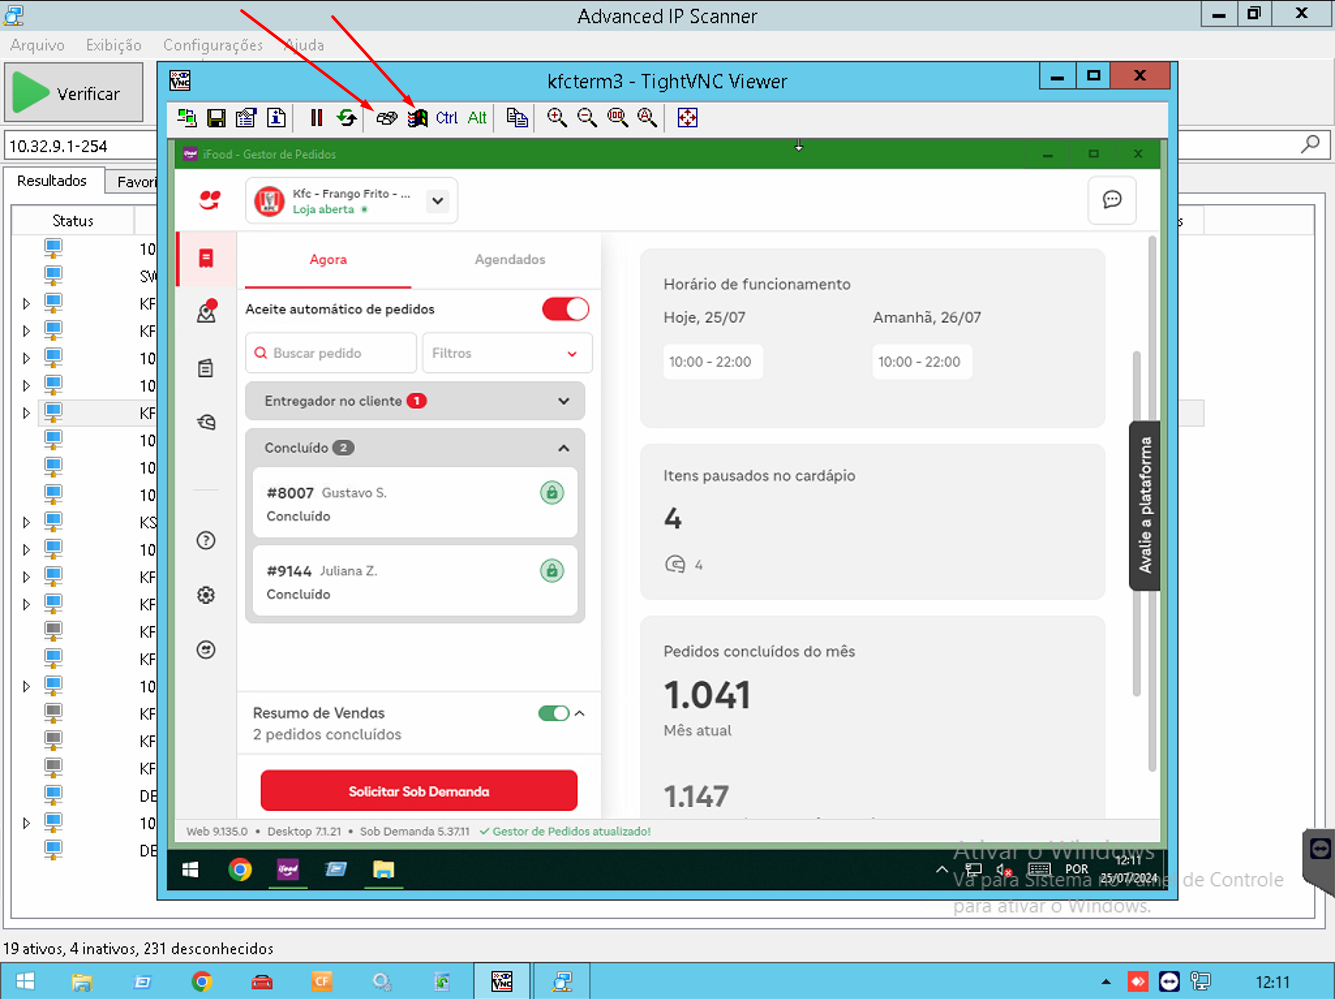 Advanced IP Scanner
Arquivo Exibição Configurações Ajuda
Verificar
10.32.9.1-254
Resultados
Favori
Status
s
10
SV
KF
KF
10
10
KF
10
10
10
KS
10
KF
KF
KF
KF
10
KF
KF
KF
DE
10
DE
kfcterm3 - TightVNC Viewer
Ctrl Alt
iFood - Gestor de Pedidos
Kfc - Frango Frito - ...
Loja aberta
Agora
Agendados
Aceite automático de pedidos
Buscar pedido
Filtros
Entregador no cliente 1
Concluído 2
#8007 Gustavo S.
Concluído
#9144 Juliana Z.
Concluído
Resumo de Vendas
2 pedidos concluídos
Solicitar Sob Demanda
Horário de funcionamento
Hoje, 25/07
Amanhã, 26/07
10:00 - 22:00
10:00 - 22:00
Itens pausados no cardápio
4
4
Pedidos concluídos do mês
1.041
Mês atual
1.147
Avalie a plataforma
Web 9.135.0 • Desktop 7.1.21 • Sob Demanda 5.37.11 ✓ Gestor de Pedidos atualizado!
iFood
POR
12:11
25/07/2024
Ativar o Windows
Vá para Sistema no Painel de Controle
para ativar o Windows.
19 ativos, 4 inativos, 231 desconhecidos
CF
VNC
12:11